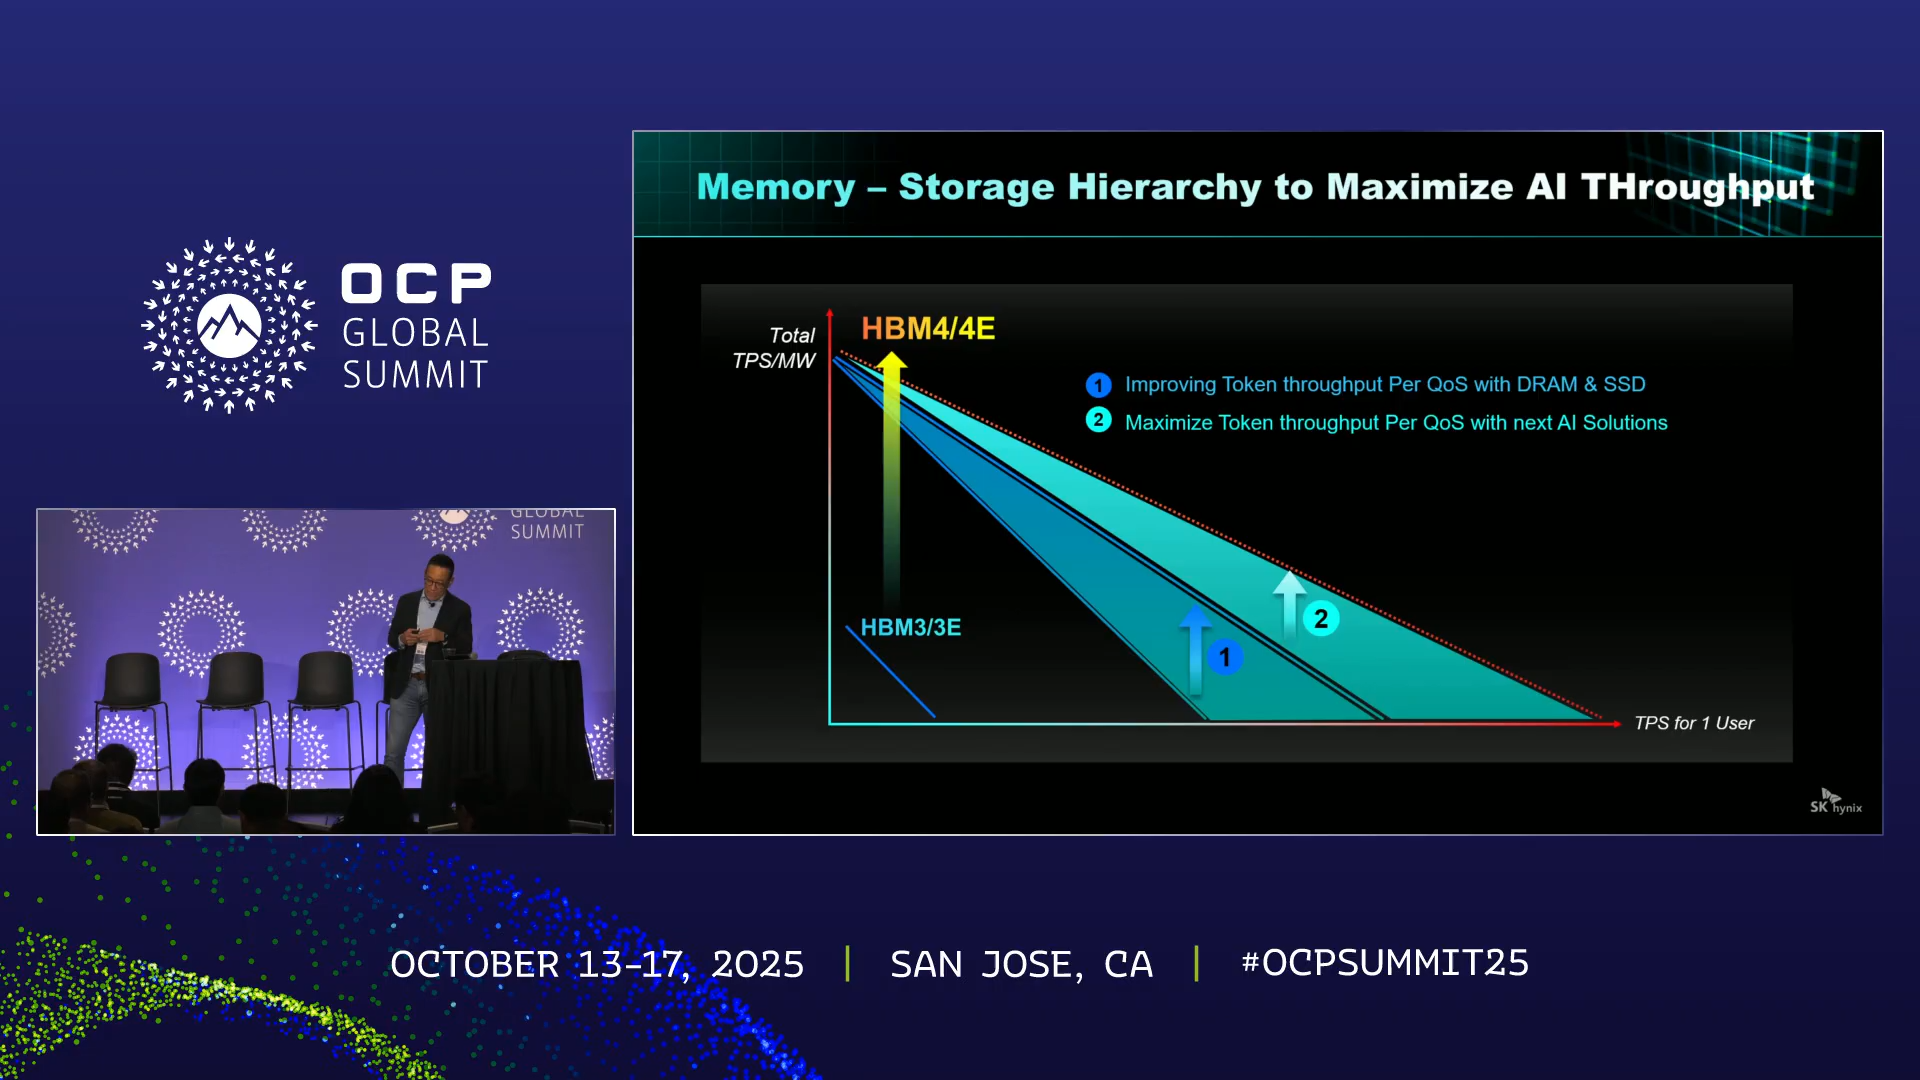 OCP
GLOBAL
SUMMIT
Memory – Storage Hierarchy to Maximize AI THroughput
Total
TPS/MW
HBM4/4E
1 Improving Token throughput Per QoS with DRAM & SSD
2 Maximize Token throughput Per QoS with next AI Solutions
HBM3/3E
2
1
TPS for 1 User
SK hynix
GLOBAL
SUMMIT
OCTOBER 13-17, 2025 | SAN JOSE, CA | #OCPSUMMIT25